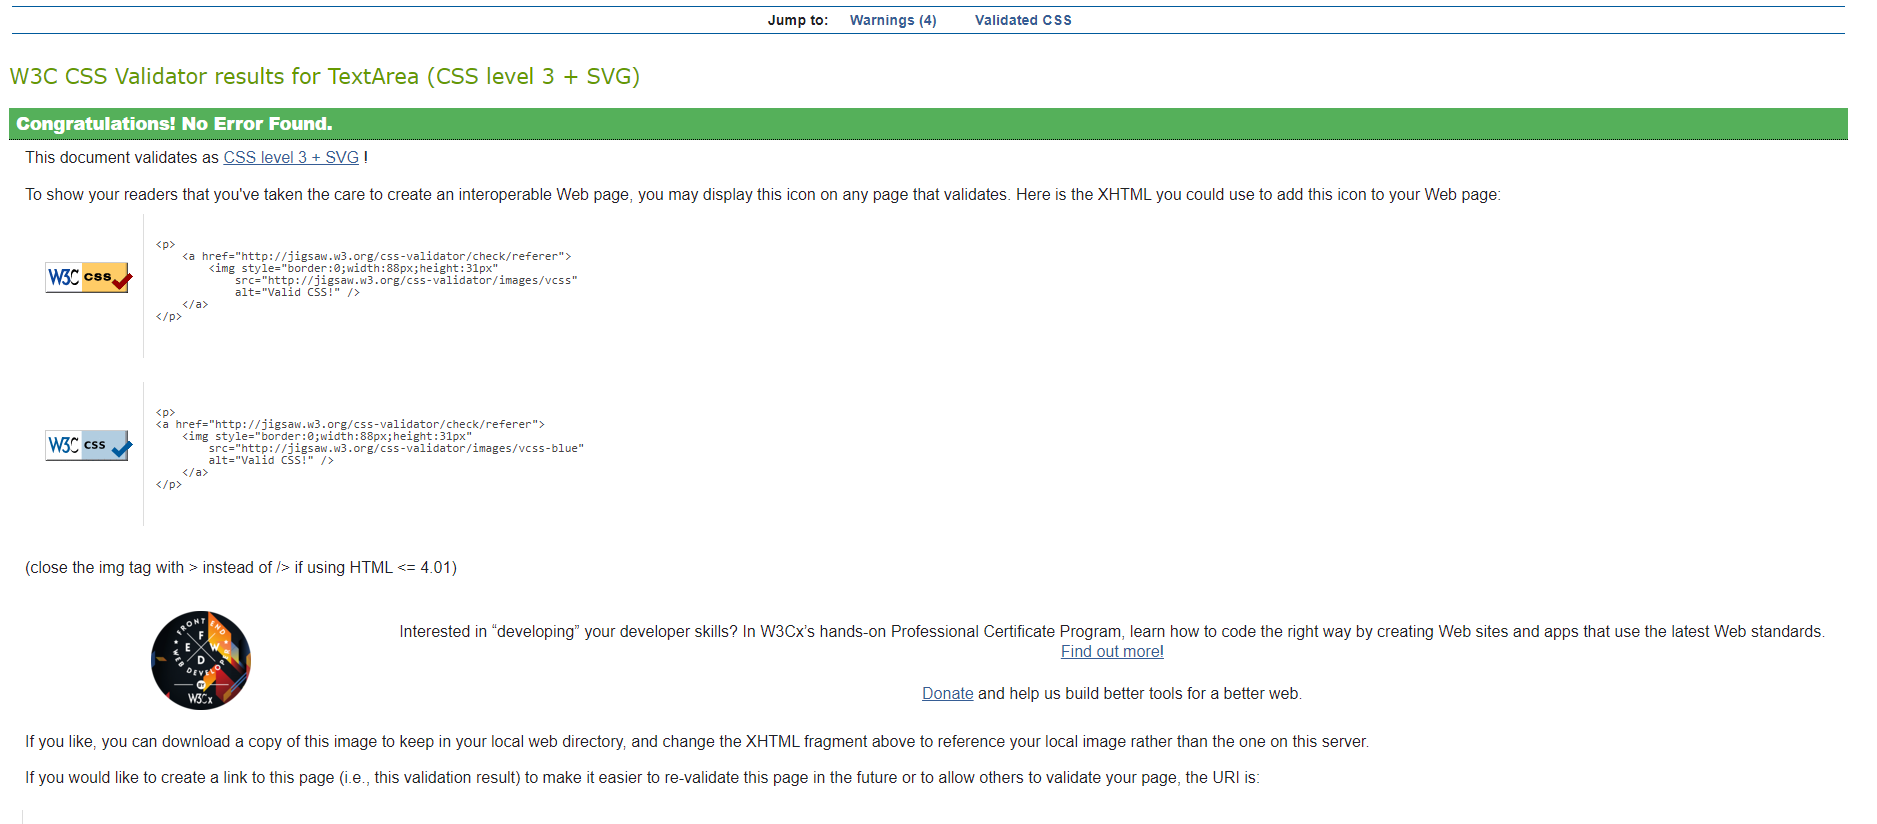 Jump to: Warnings (4) Validated CSS
W3C CSS Validator results for TextArea (CSS level 3 + SVG)
Congratulations! No Error Found.
This document validates as CSS level 3 + SVG !
To show your readers that you've taken the care to create an interoperable Web page, you may display this icon on any page that validates. Here is the XHTML you could use to add this icon to your Web page:
W3C css
<p>
<a href="http://jigsaw.w3.org/css-validator/check/referer">
<img style="border:0;width:88px;height:31px"
src="http://jigsaw.w3.org/css-validator/images/vcss"
alt="Valid CSS!" />
</a>
</p>
W3C css
<p>
<a href="http://jigsaw.w3.org/css-validator/check/referer">
<img style="border:0;width:88px;height:31px"
src="http://jigsaw.w3.org/css-validator/images/vcss-blue"
alt="Valid CSS!" />
</a>
</p>
(close the img tag with > instead of /> if using HTML <= 4.01)
FRONT END
WEB DEVELOPER
F E W D
BY
W3Cx
Interested in “developing” your developer skills? In W3Cx’s hands-on Professional Certificate Program, learn how to code the right way by creating Web sites and apps that use the latest Web standards.
Find out more!
Donate and help us build better tools for a better web.
If you like, you can download a copy of this image to keep in your local web directory, and change the XHTML fragment above to reference your local image rather than the one on this server.
If you would like to create a link to this page (i.e., this validation result) to make it easier to re-validate this page in the future or to allow others to validate your page, the URI is: